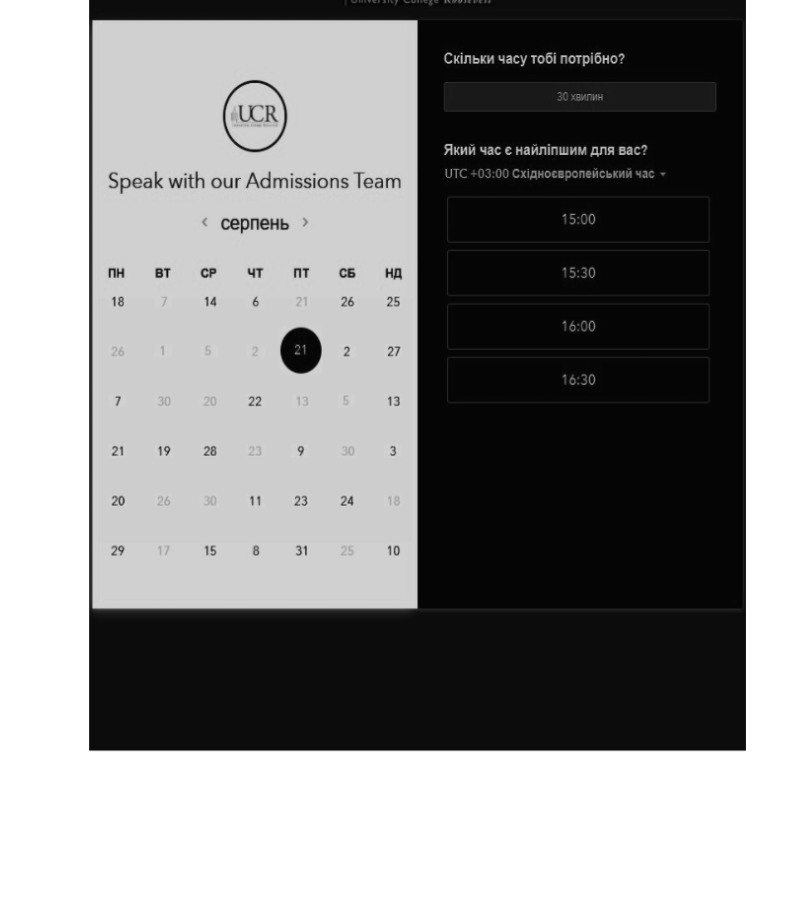 University College
UCR
Speak with our Admissions Team
серпень
ПН ВТ СР ЧТ ПТ СБ НД
18 7 14 6 21 26 25
26 1 5 2 21 2 27
7 30 20 22 13 5 13
21 19 28 23 9 30 3
20 26 30 11 23 24 18
29 17 15 8 31 25 10
Скільки часу тобі потрібно?
30 хвилин
Який час є найліпшим для вас?
UTC +03:00 Східноєвропейський час
15:00
15:30
16:00
16:30